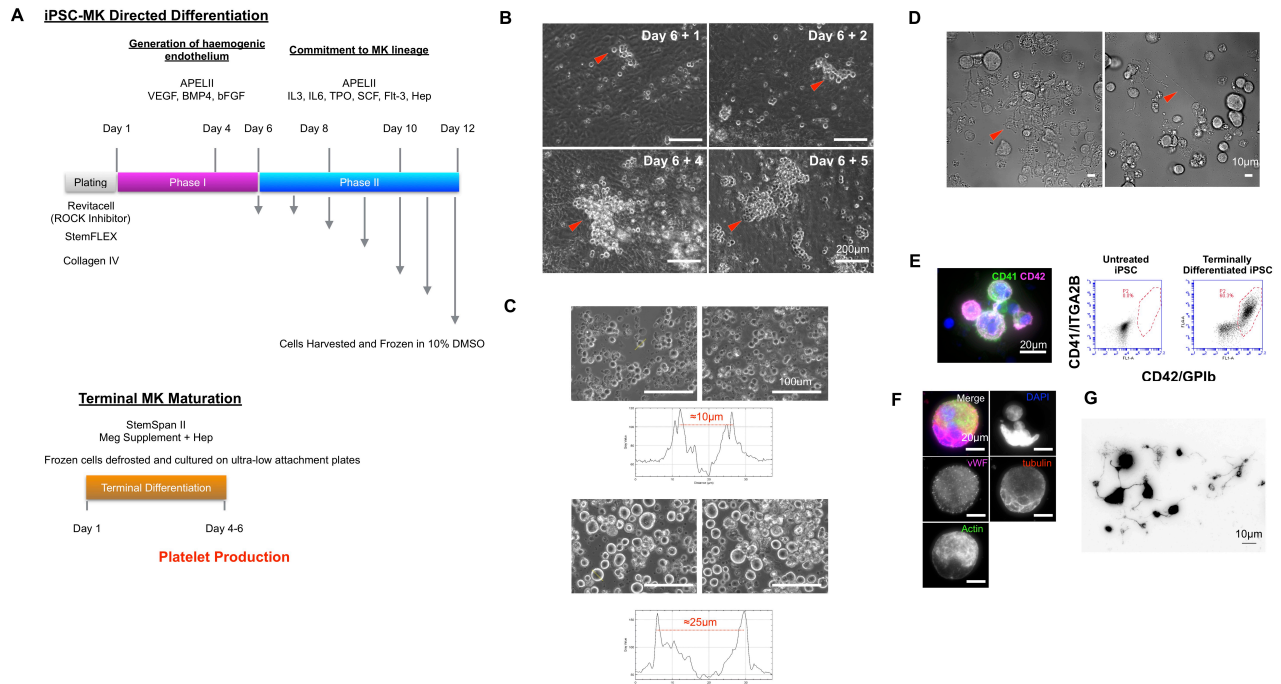 A
iPSC-MK Directed Differentiation
Generation of haemogenic
endothelium
Commitment to MK lineage
APELII
VEGF, BMP4, bFGF
APELII
IL3, IL6, TPO, SCF, Flt-3, Hep
Day 1
Day 4
Day 6
Day 8
Day 10
Day 12
Plating
Phase I
Phase II
Revitacell
(ROCK Inhibitor)
StemFLEX
Collagen IV
Cells Harvested and Frozen in 10% DMSO
Terminal MK Maturation
StemSpan II
Meg Supplement + Hep
Frozen cells defrosted and cultured on ultra-low attachment plates
Terminal Differentiation
Day 1
Day 4-6
Platelet Production
B
Day 6 + 1
Day 6 + 2
Day 6 + 4
Day 6 + 5
200µm
C
100µm
≈10µm
≈25µm
D
10µm
E
CD41 CD42
20µm
Untreated
iPSC
Terminally
Differentiated iPSC
CD41/ITGA2B
FL1-A
FL1-A
CD42/GPIb
F
Merge
20µm
DAPI
vWF
tubulin
Actin
G
10µm